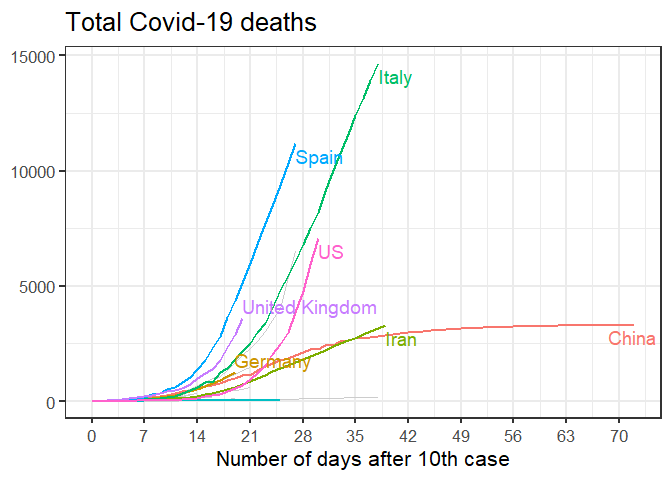 Total Covid-19 deaths
15000
Italy
Spain
10000
US
5000
United Kingdom
Iran
China
Germany
0
0 7 14 21 28 35 42 49 56 63 70
Number of days after 10th case